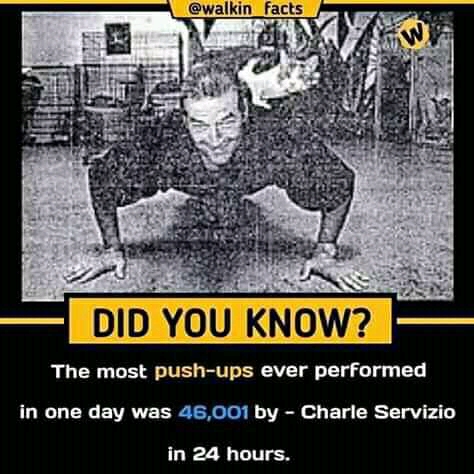 @walkin_facts
W
DID YOU KNOW?
The most push-ups ever performed
in one day was 46,001 by - Charle Servizio
in 24 hours.